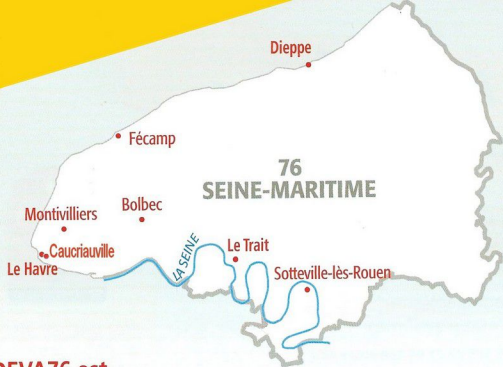 Dieppe
Fécamp
76
SEINE-MARITIME
Bolbec
Montivilliers
LA SEINE
Le Trait
Caucriauville
Le Havre
Sotteville-lès-Rouen